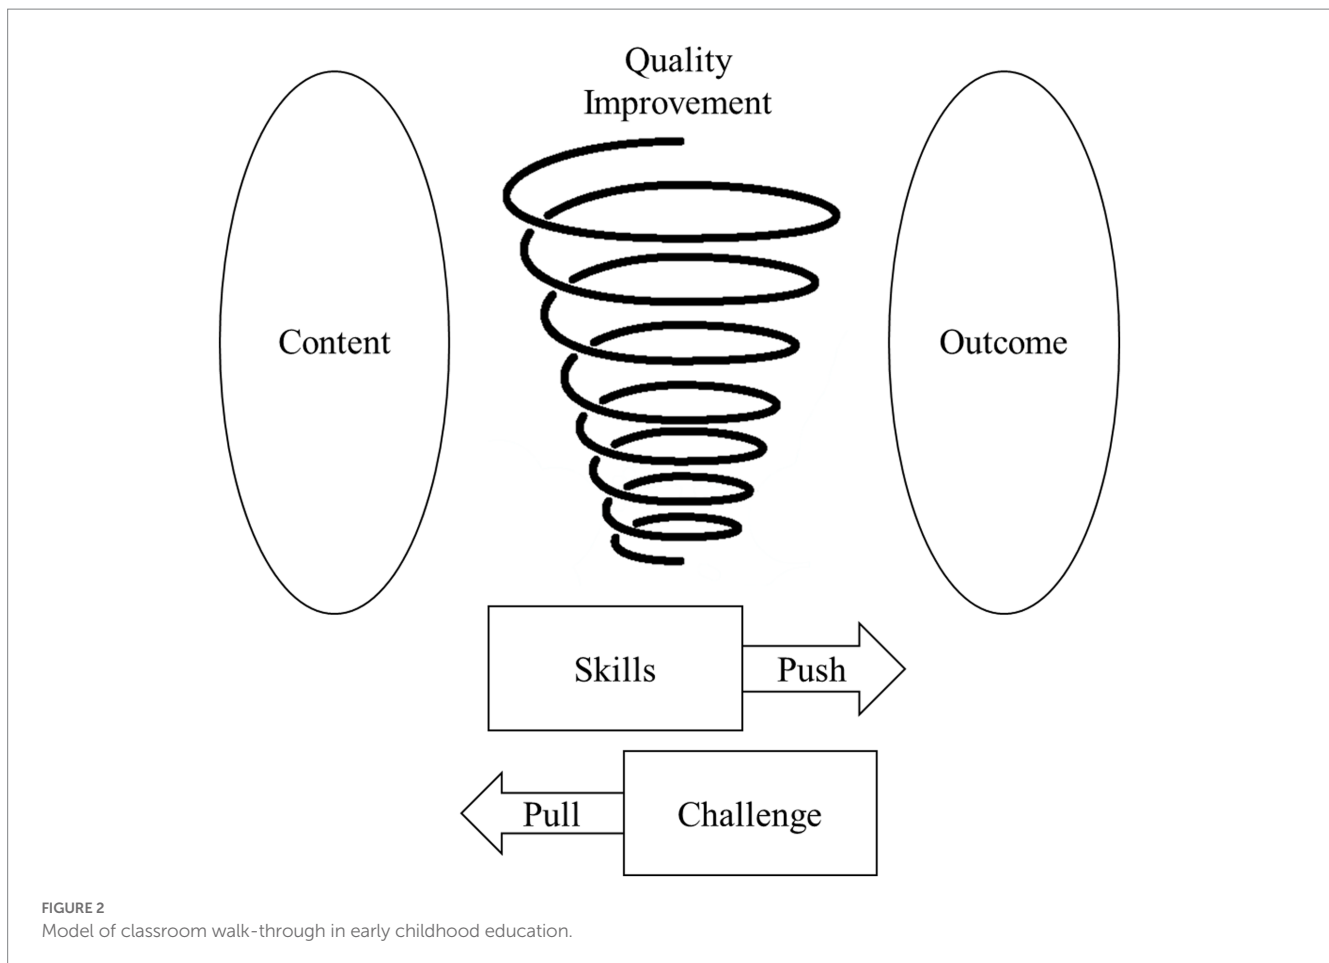 Quality
Improvement
Content
Outcome
Skills
Push
Pull
Challenge
FIGURE 2
Model of classroom walk-through in early childhood education.